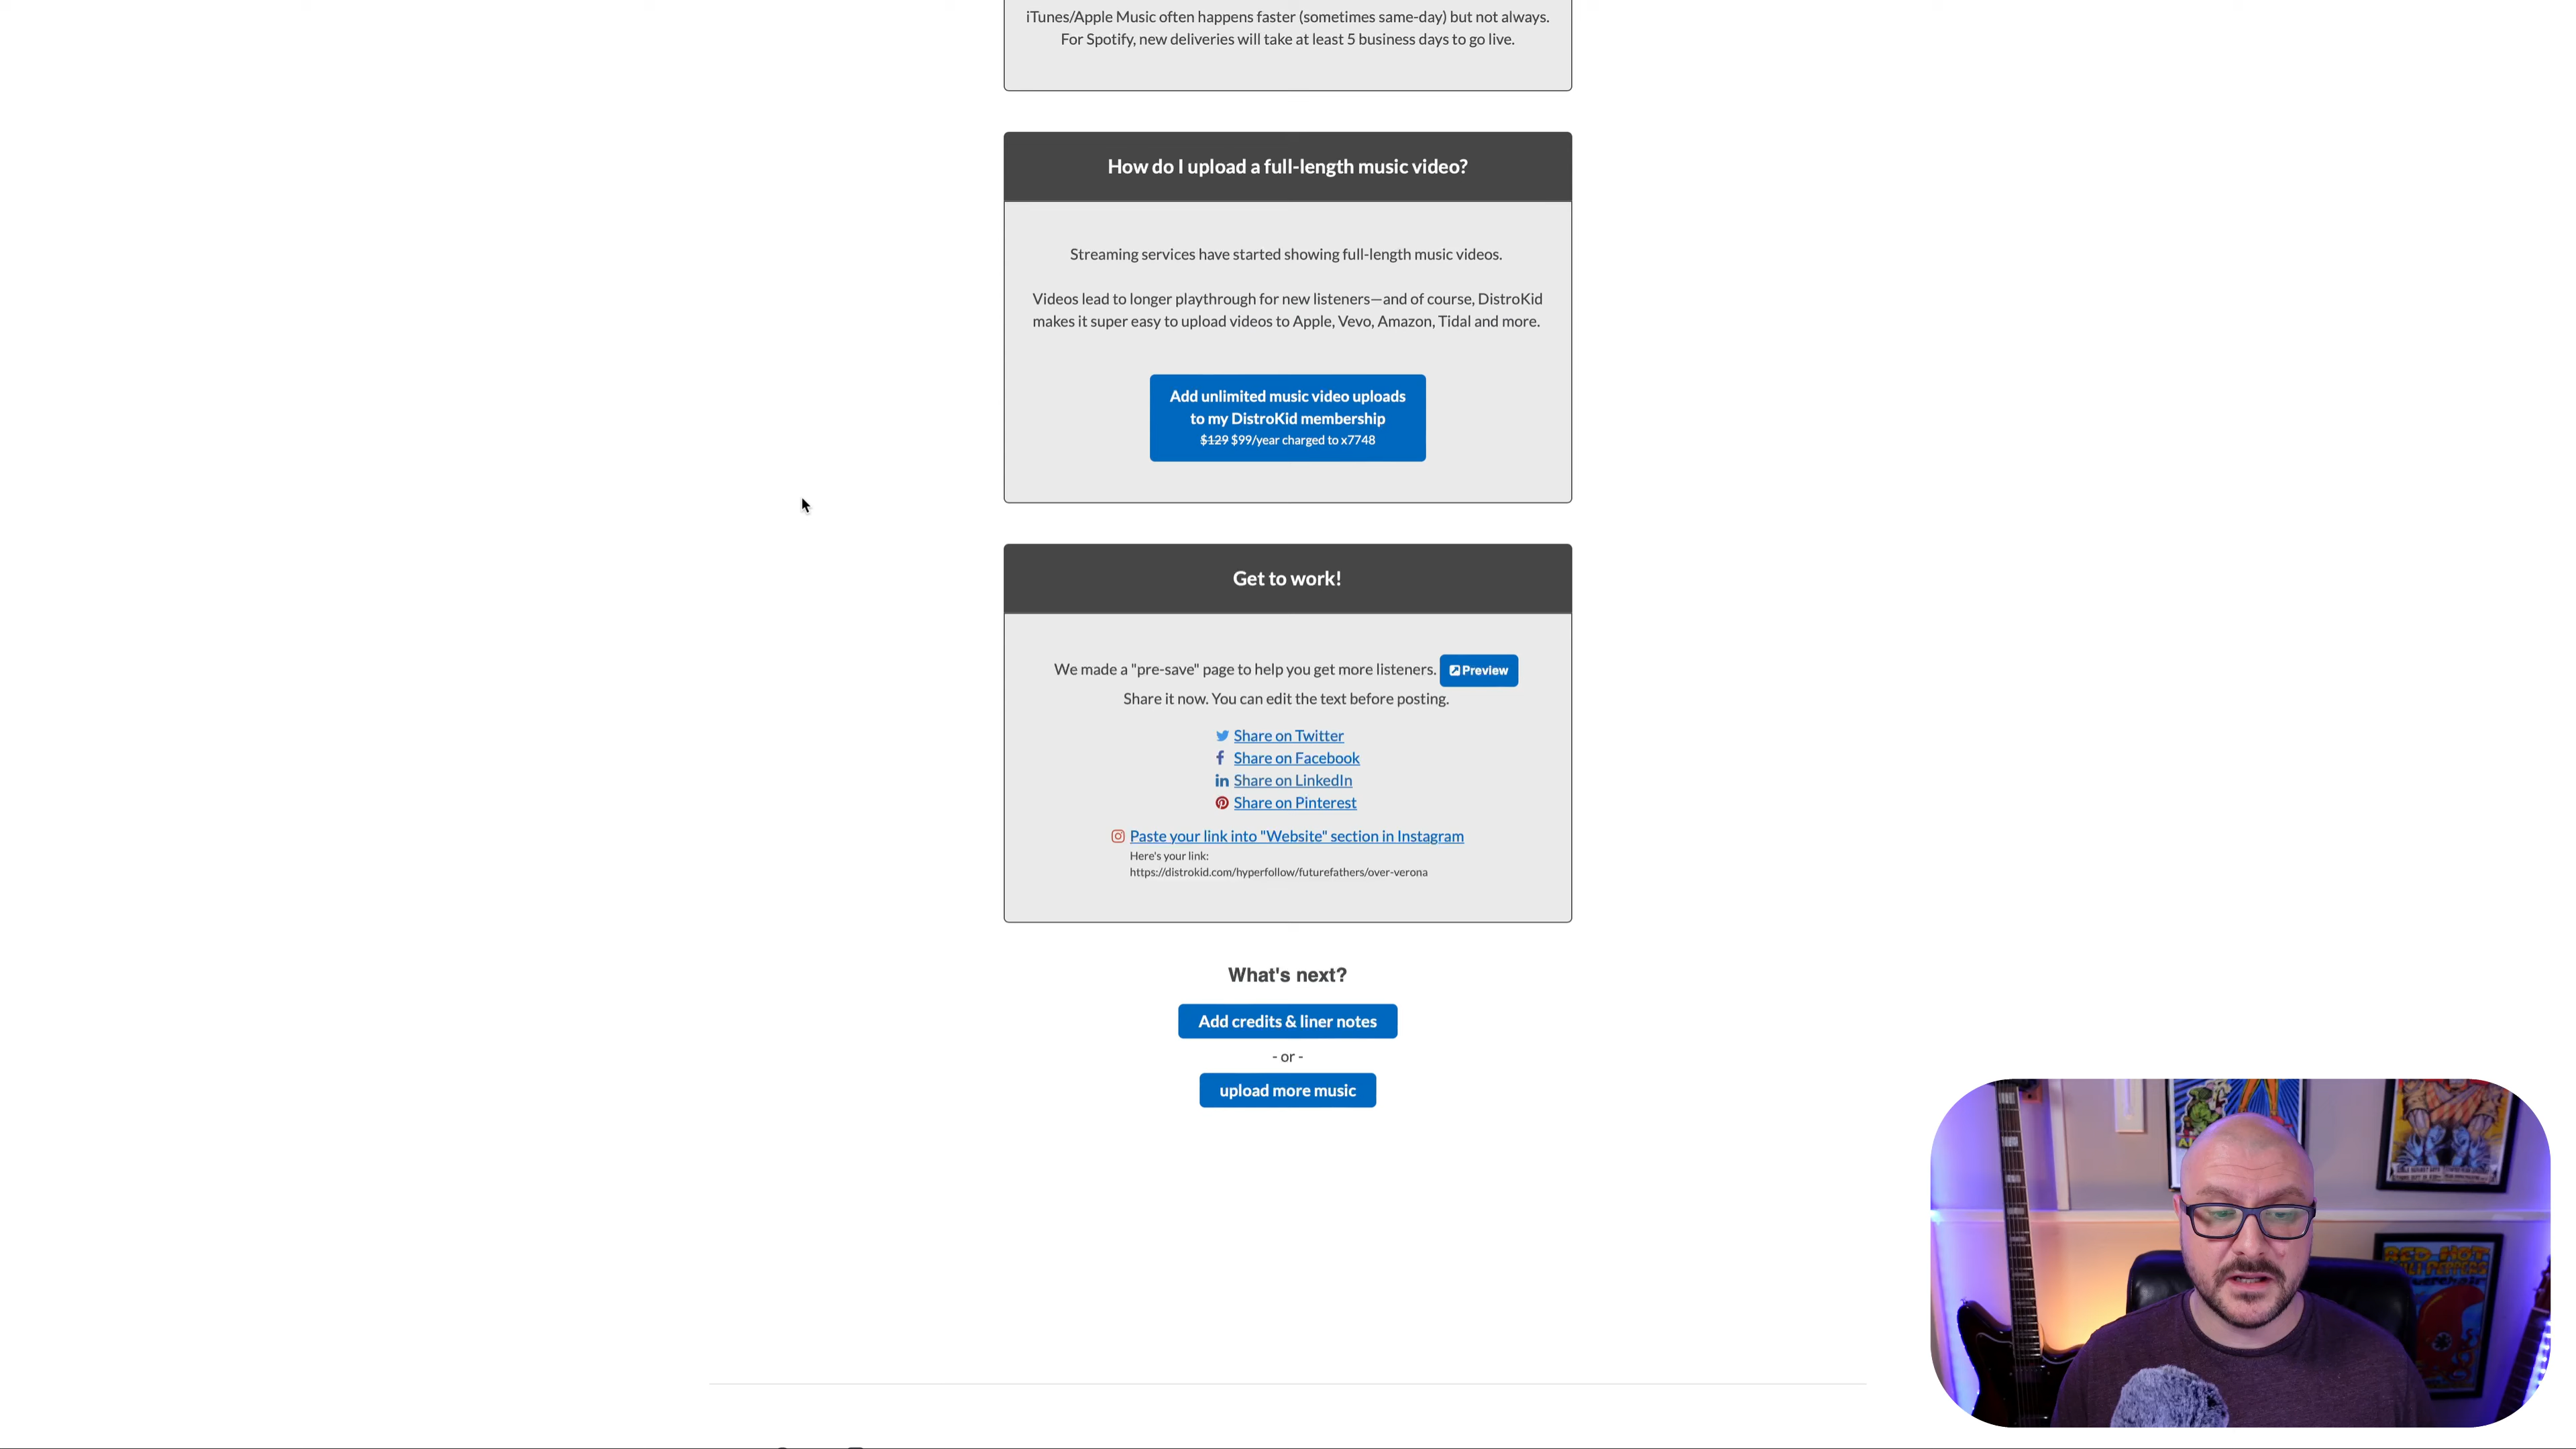 iTunes/Apple Music often happens faster (sometimes same-day) but not always.
For Spotify, new deliveries will take at least 5 business days to go live.
How do I upload a full-length music video?
Streaming services have started showing full-length music videos.
Videos lead to longer playthrough for new listeners—and of course, DistroKid
makes it super easy to upload videos to Apple, Vevo, Amazon, Tidal and more.
Add unlimited music video uploads
to my DistroKid membership
$129 $99/year charged to x7748
Get to work!
We made a "pre-save" page to help you get more listeners. Preview
Share it now. You can edit the text before posting.
Share on Twitter
Share on Facebook
Share on LinkedIn
Share on Pinterest
Paste your link into "Website" section in Instagram
Here's your link:
https://distrokid.com/hyperfollow/futurefathers/over-verona
What's next?
Add credits & liner notes
- or -
upload more music
RED HOT